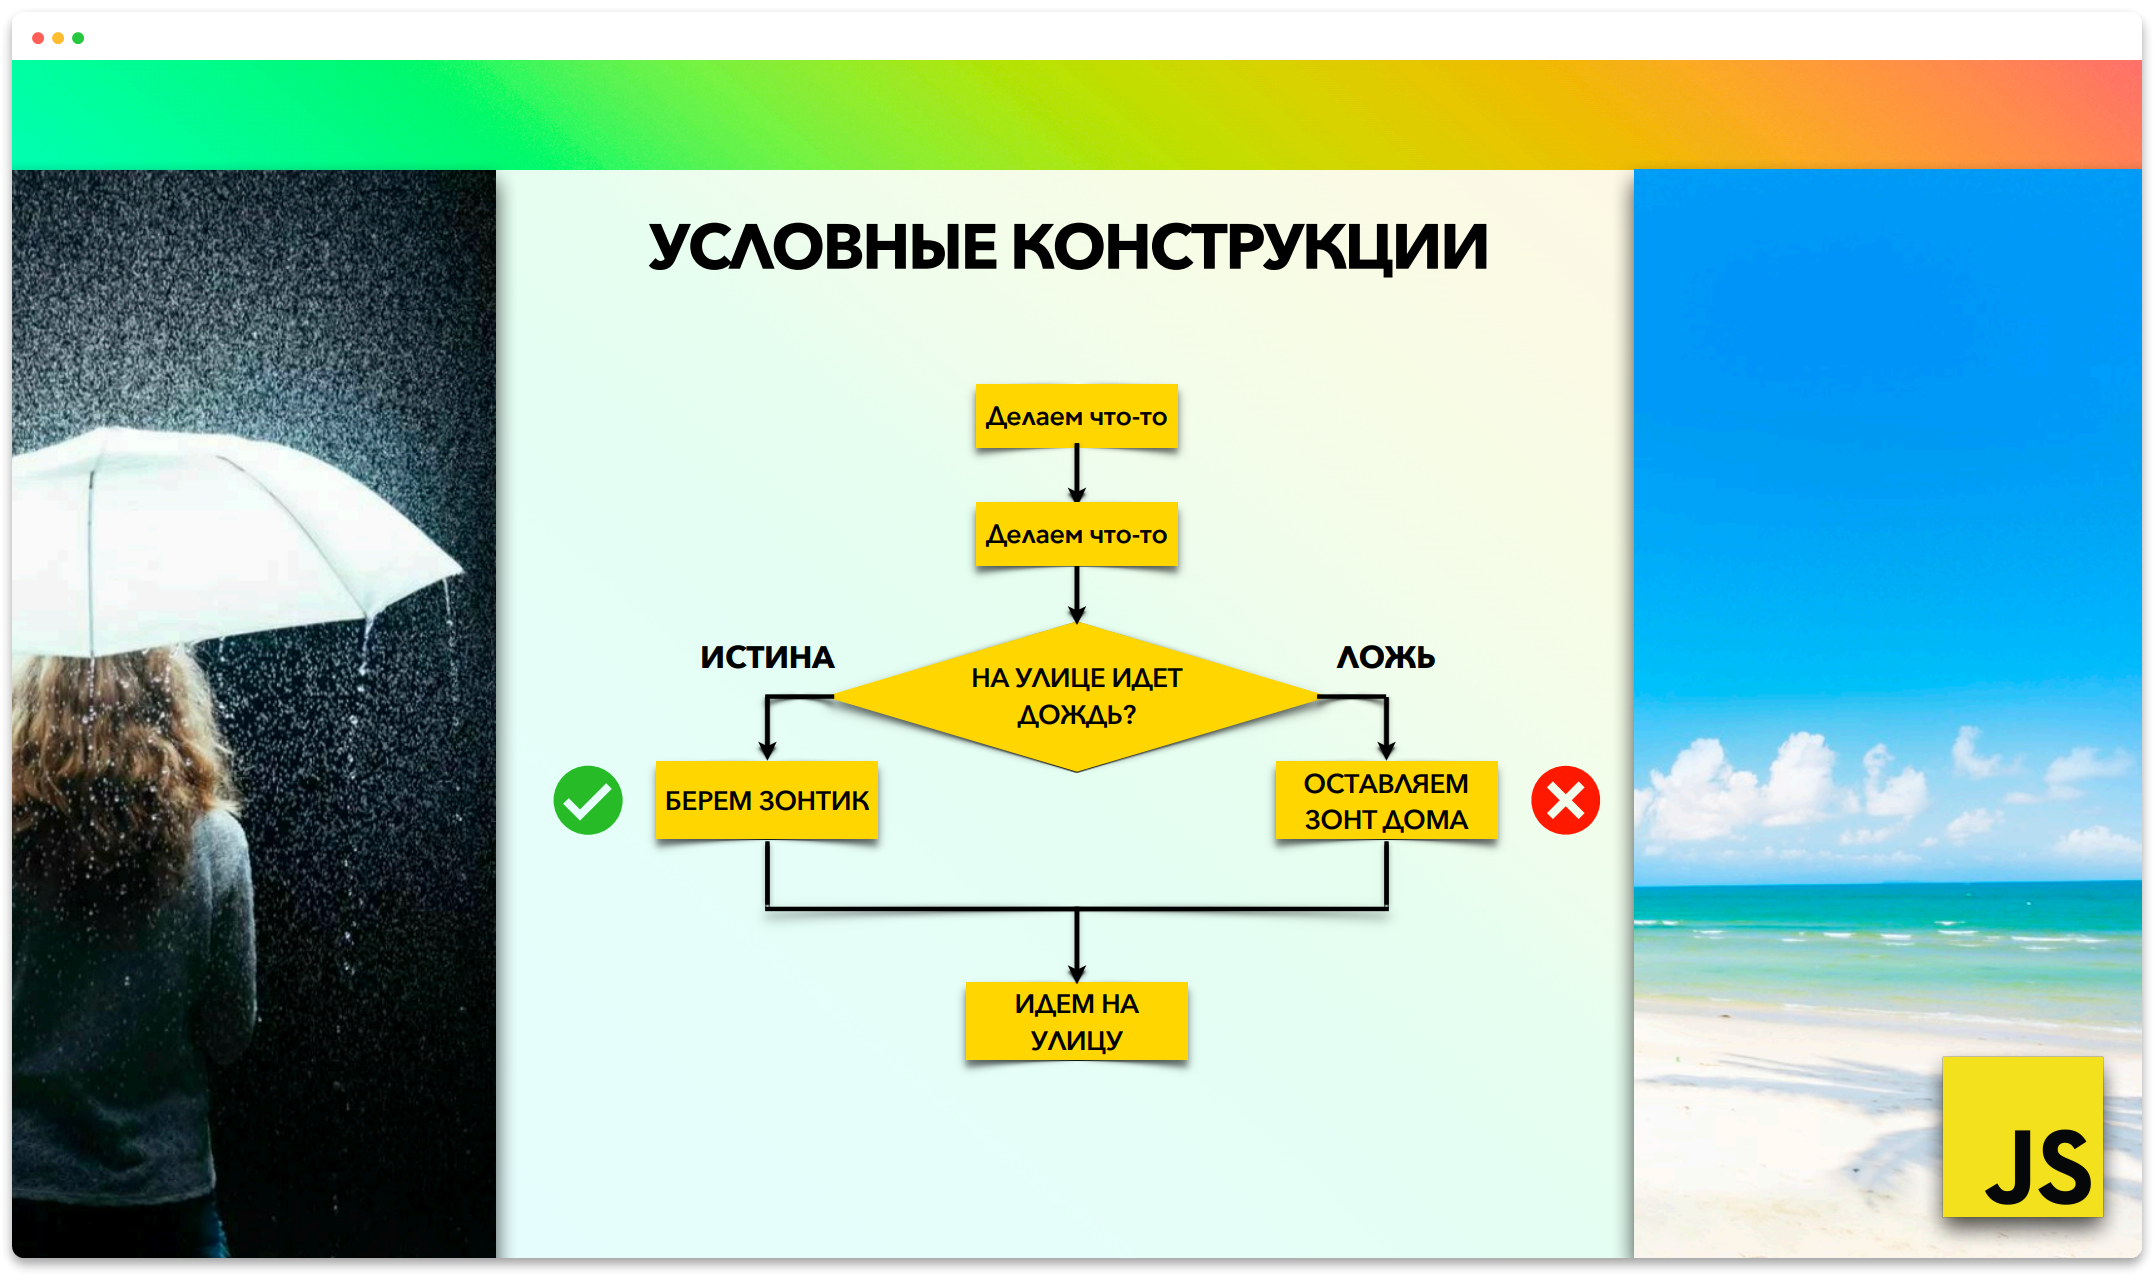 УСЛОВНЫЕ КОНСТРУКЦИИ
Делаем что-то
Делаем что-то
ИСТИНА
ЛОЖЬ
НА УЛИЦЕ ИДЕТ
ДОЖДЬ?
БЕРЕМ ЗОНТИК
ОСТАВЛЯЕМ
ЗОНТ ДОМА
ИДЕМ НА
УЛИЦУ
JS